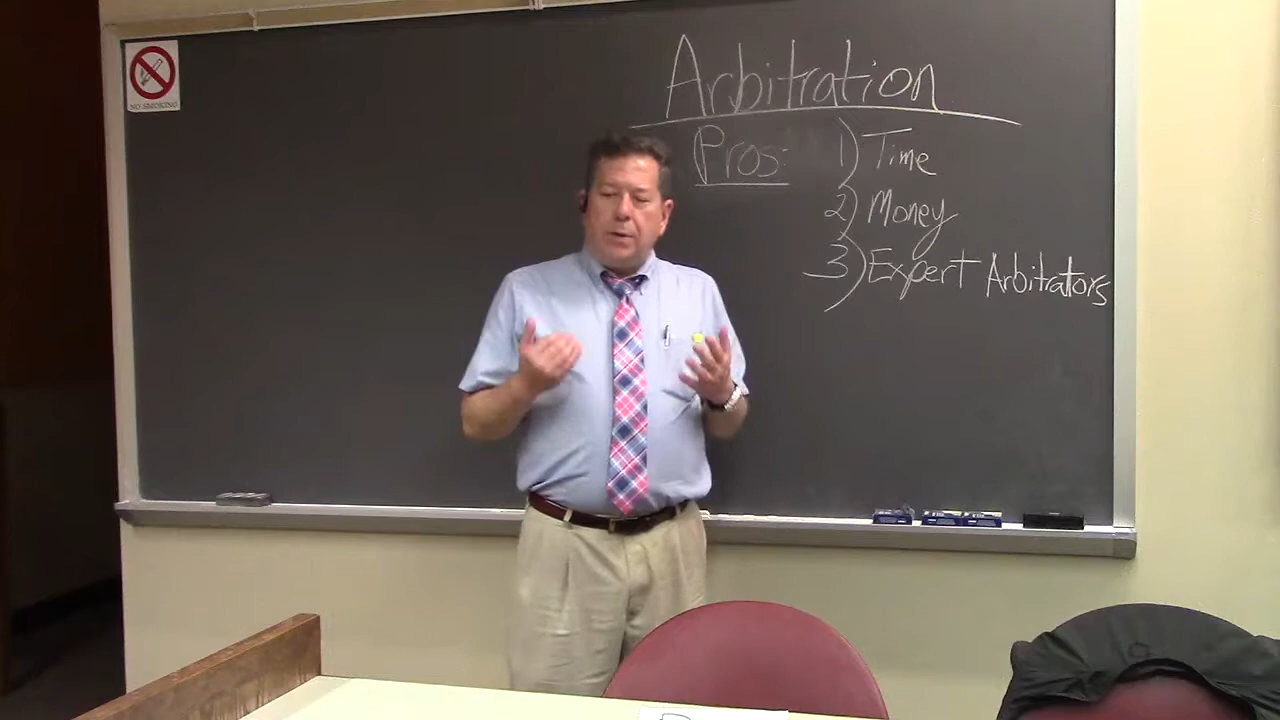 NO SMOKING
Arbitration
Pros: 1) Time
2) Money
3) Expert Arbitrators